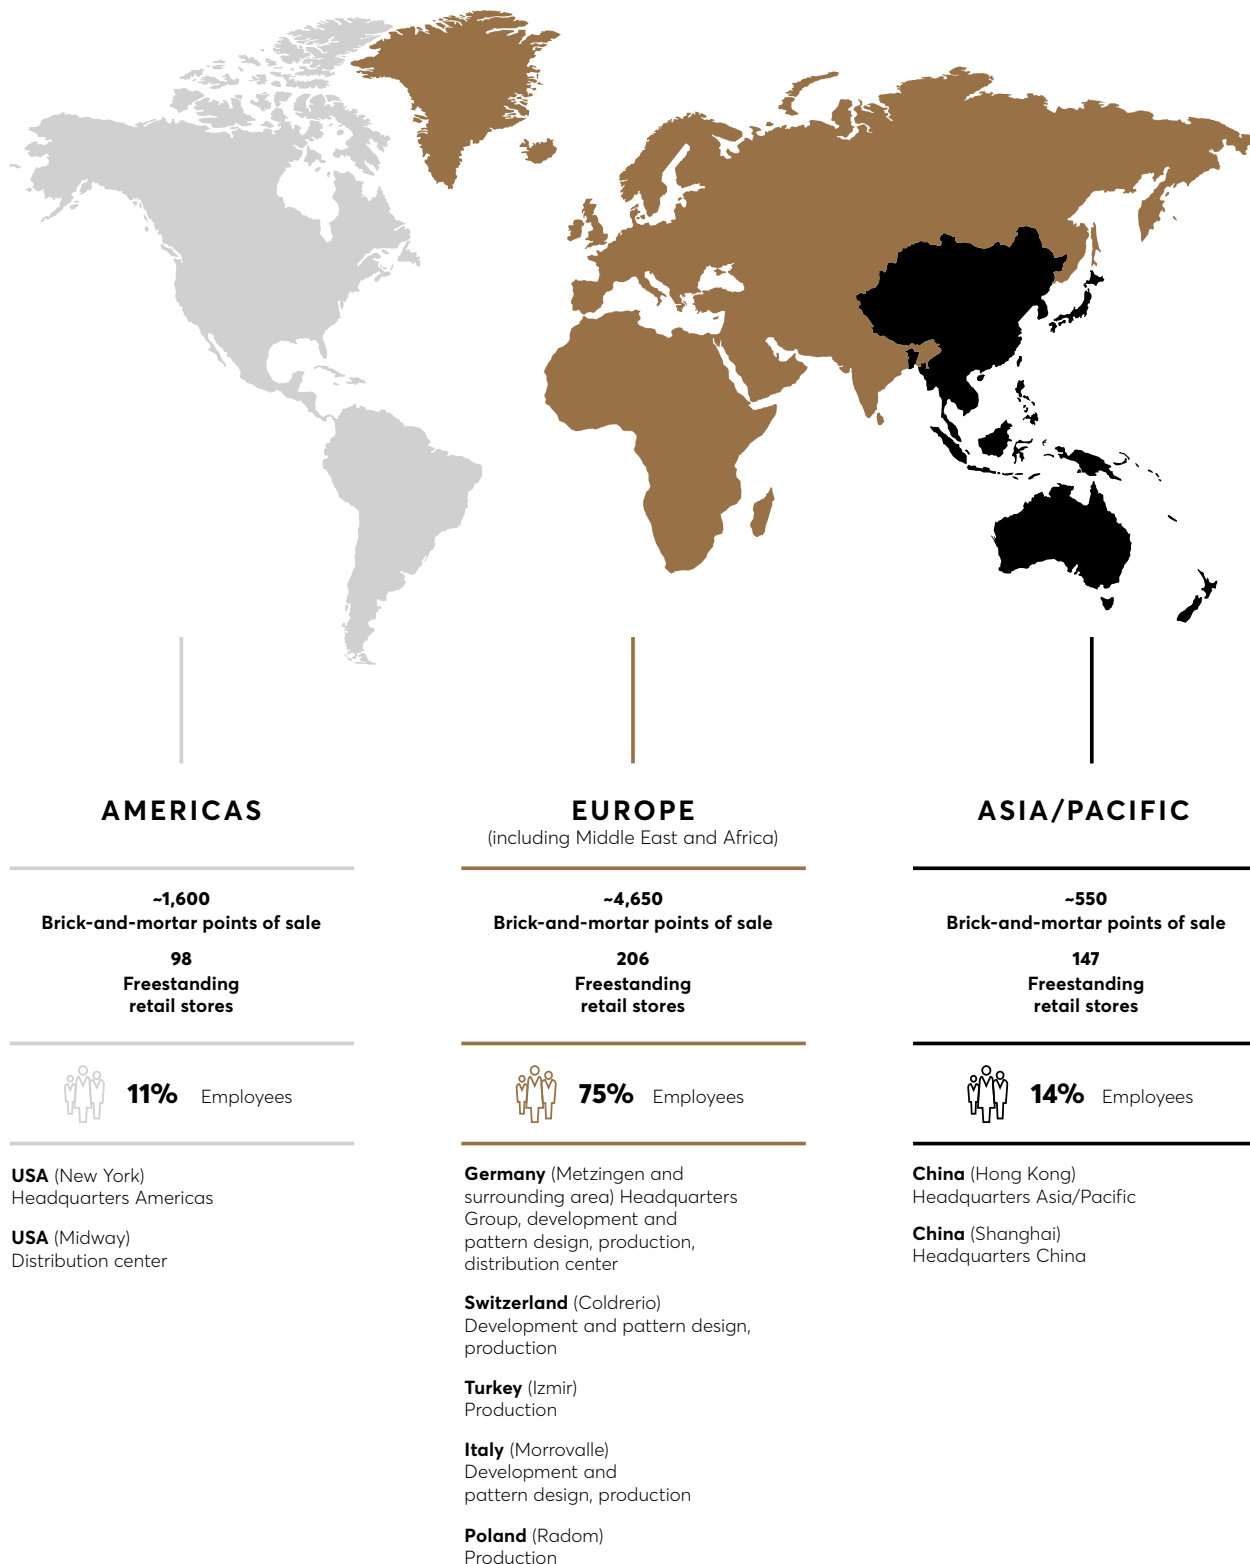 AMERICAS
~1,600
Brick-and-mortar points of sale
98
Freestanding
retail stores
11% Employees
USA (New York)
Headquarters Americas
USA (Midway)
Distribution center
EUROPE
(including Middle East and Africa)
~4,650
Brick-and-mortar points of sale
206
Freestanding
retail stores
75% Employees
Germany (Metzingen and
surrounding area) Headquarters
Group, development and
pattern design, production,
distribution center
Switzerland (Coldrerio)
Development and pattern design,
production
Turkey (Izmir)
Production
Italy (Morrovalle)
Development and
pattern design, production
Poland (Radom)
Production
ASIA/PACIFIC
~550
Brick-and-mortar points of sale
147
Freestanding
retail stores
14% Employees
China (Hong Kong)
Headquarters Asia/Pacific
China (Shanghai)
Headquarters China